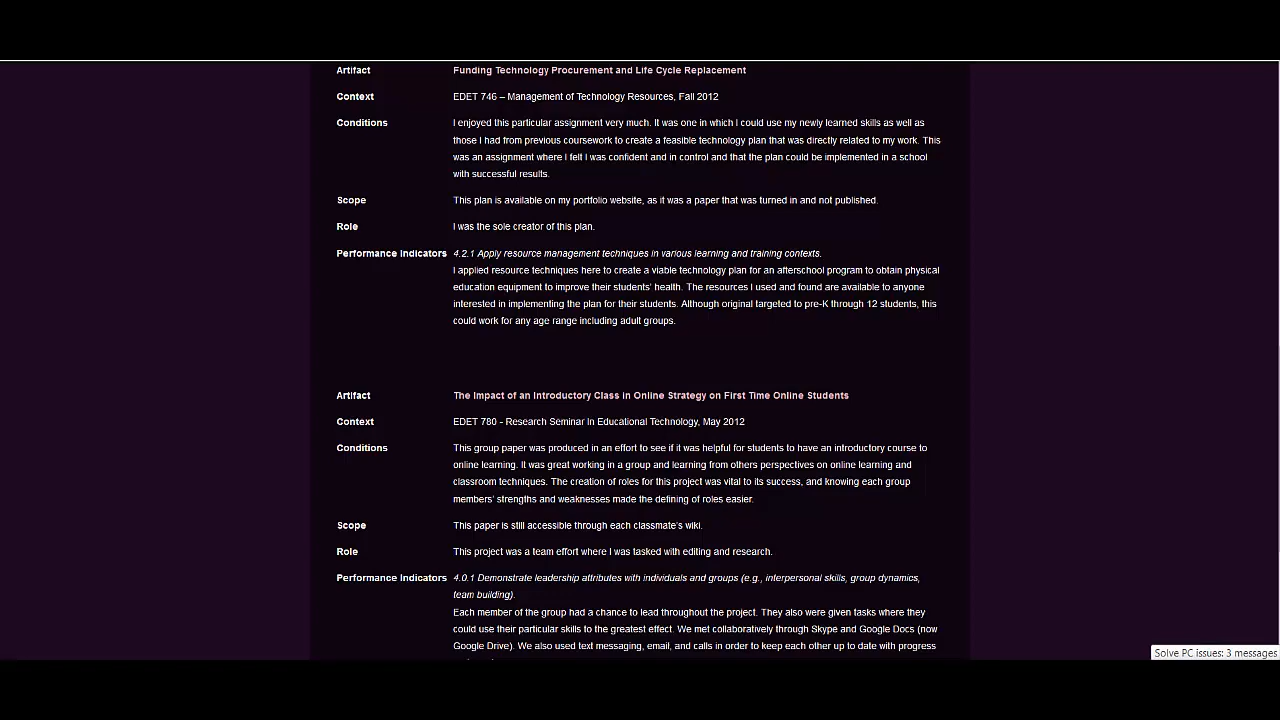 Artifact Funding Technology Procurement and Life Cycle Replacement
Context EDET 746 – Management of Technology Resources, Fall 2012
Conditions I enjoyed this particular assignment very much. It was one in which I could use my newly learned skills as well as
those I had from previous coursework to create a feasible technology plan that was directly related to my work. This
was an assignment where I felt I was confident and in control and that the plan could be implemented in a school
with successful results.
Scope This plan is available on my portfolio website, as it was a paper that was turned in and not published.
Role I was the sole creator of this plan.
Performance Indicators 4.2.1 Apply resource management techniques in various learning and training contexts.
I applied resource techniques here to create a viable technology plan for an afterschool program to obtain physical
education equipment to improve their students' health. The resources I used and found are available to anyone
interested in implementing the plan for their students. Although original targeted to pre-K through 12 students, this
could work for any age range including adult groups.
Artifact The Impact of an Introductory Class in Online Strategy on First Time Online Students
Context EDET 780 - Research Seminar In Educational Technology, May 2012
Conditions This group paper was produced in an effort to see if it was helpful for students to have an introductory course to
online learning. It was great working in a group and learning from others perspectives on online learning and
classroom techniques. The creation of roles for this project was vital to its success, and knowing each group
members' strengths and weaknesses made the defining of roles easier.
Scope This paper is still accessible through each classmate's wiki.
Role This project was a team effort where I was tasked with editing and research.
Performance Indicators 4.0.1 Demonstrate leadership attributes with individuals and groups (e.g., interpersonal skills, group dynamics,
team building).
Each member of the group had a chance to lead throughout the project. They also were given tasks where they
could use their particular skills to the greatest effect. We met collaboratively through Skype and Google Docs (now
Google Drive). We also used text messaging, email, and calls in order to keep each other up to date with progress
Solve PC issues: 3 messages